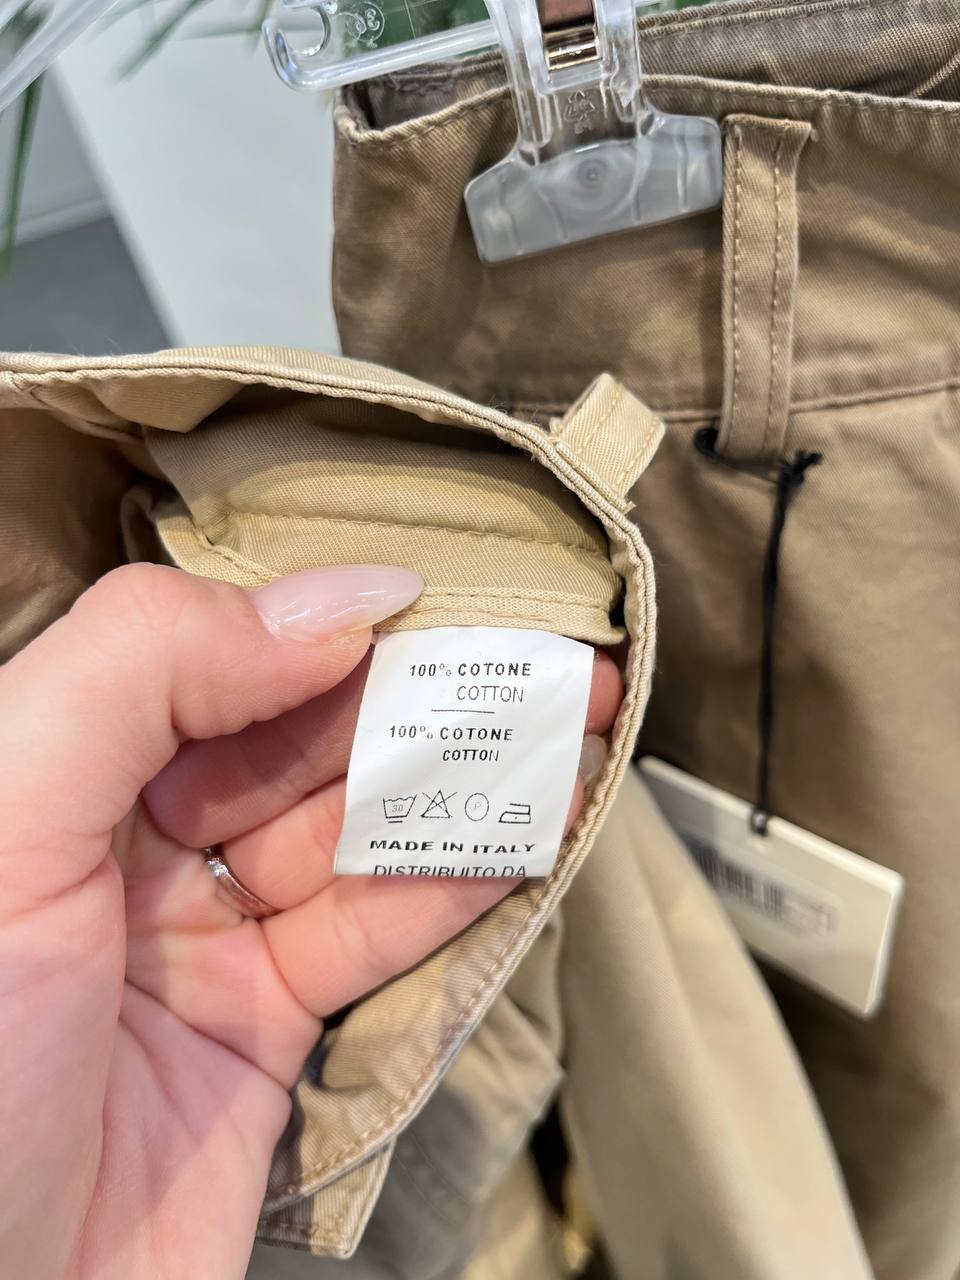 100% COTONE
COTTON
100% COTONE
COTTON
30
P
MADE IN ITALY
DISTRIBUITO DA